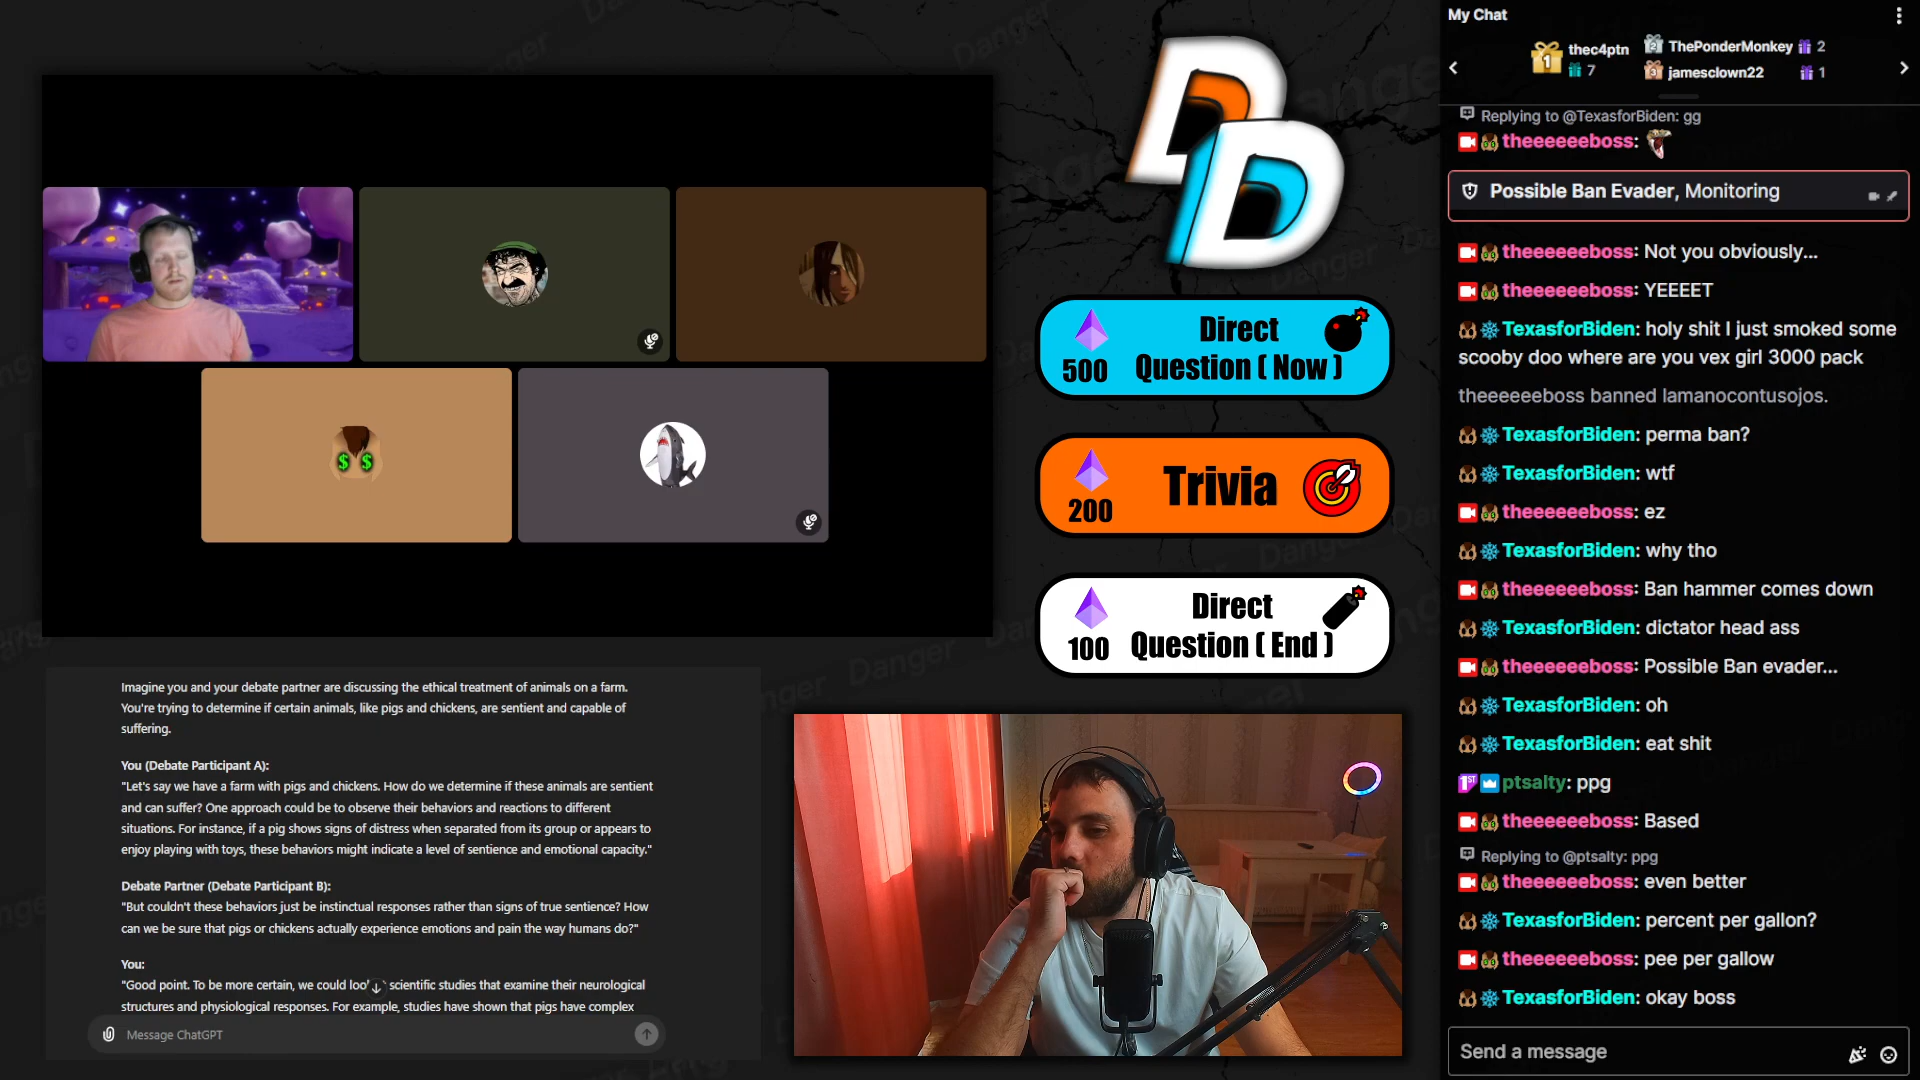 My Chat
thec4ptn
7
ThePonderMonkey 2
jamesclown22 1
Replying to @TexasforBiden: gg
theeeeeeboss:
Possible Ban Evader, Monitoring
theeeeeeboss: Not you obviously...
theeeeeeboss: YEEEET
TexasforBiden: holy shit I just smoked some
scooby doo where are you vex girl 3000 pack
theeeeeeboss banned lamanocontusojos.
TexasforBiden: perma ban?
TexasforBiden: wtf
theeeeeeboss: ez
TexasforBiden: why tho
theeeeeeboss: Ban hammer comes down
TexasforBiden: dictator head ass
theeeeeeboss: Possible Ban evader...
TexasforBiden: oh
TexasforBiden: eat shit
ptsalty: ppg
theeeeeeboss: Based
Replying to @ptsalty: ppg
theeeeeeboss: even better
TexasforBiden: percent per gallon?
theeeeeeboss: pee per gallow
TexasforBiden: okay boss
Send a message
DD
500
Direct
Question ( Now )
200
Trivia
100
Direct
Question ( End )
Imagine you and your debate partner are discussing the ethical treatment of animals on a farm.
You're trying to determine if certain animals, like pigs and chickens, are sentient and capable of
suffering.
You (Debate Participant A):
"Let's say we have a farm with pigs and chickens. How do we determine if these animals are sentient
and can suffer? One approach could be to observe their behaviors and reactions to different
situations. For instance, if a pig shows signs of distress when separated from its group or appears to
enjoy playing with toys, these behaviors might indicate a level of sentience and emotional capacity."
Debate Partner (Debate Participant B):
"But couldn't these behaviors just be instinctual responses rather than signs of true sentience? How
can we be sure that pigs or chickens actually experience emotions and pain the way humans do?"
You:
"Good point. To be more certain, we could scientific studies that examine their neurological
structures and physiological responses. For example, studies have shown that pigs have complex
Message ChatGPT